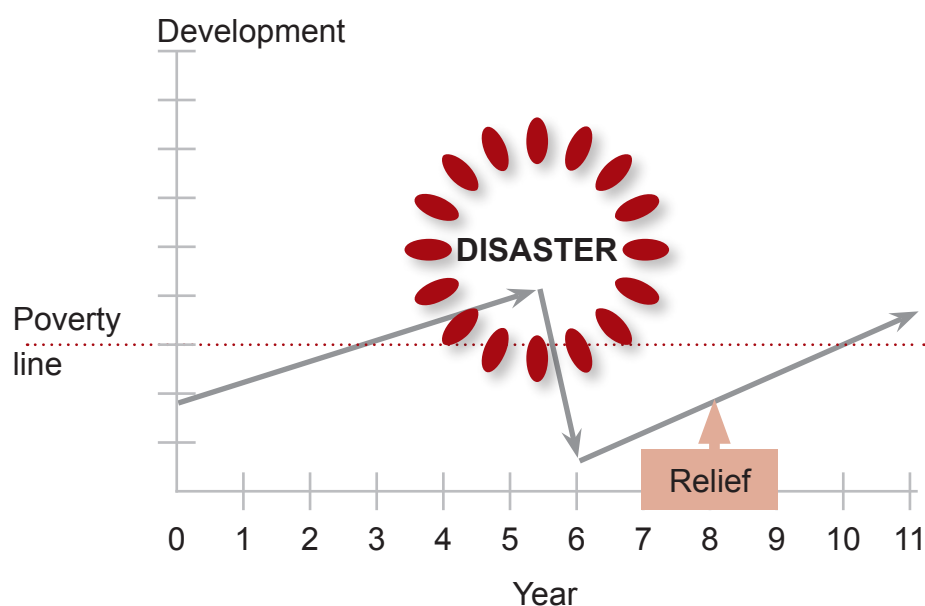 Development
DISASTER
Poverty
line
Relief
0 1 2 3 4 5 6 7 8 9 10 11
Year